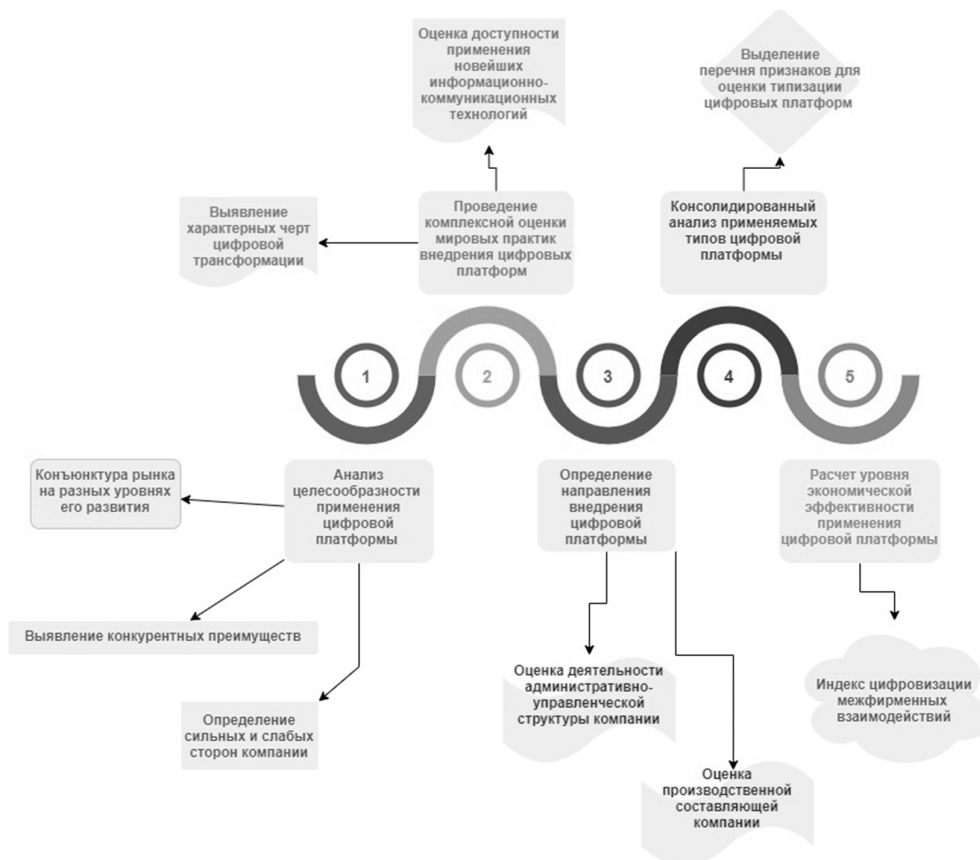 Оценка доступности
применения
новейших
информационно-
коммуникационных
технологий
Выделение
перечня признаков для
оценки типизации
цифровых платформ
Выявление
характерных черт
цифровой
трансформации
Проведение
комплексной оценки
мировых практик
внедрения цифровых
платформ
Консолидированный
анализ применяемых
типов цифровой
платформы
1
2
3
4
5
Конъюнктура рынка
на разных уровнях
его развития
Анализ
целесообразности
применения
цифровой
платформы
Определение
направления
внедрения
цифровой
платформы
Расчет уровня
экономической
эффективности
применения
цифровой платформы
Выявление конкурентных преимуществ
Определение
сильных и слабых
сторон компании
Оценка деятельности
административно-
управленческой
структуры компании
Индекс цифровизации
межфирменных
взаимодействий
Оценка
производственной
составляющей
компании